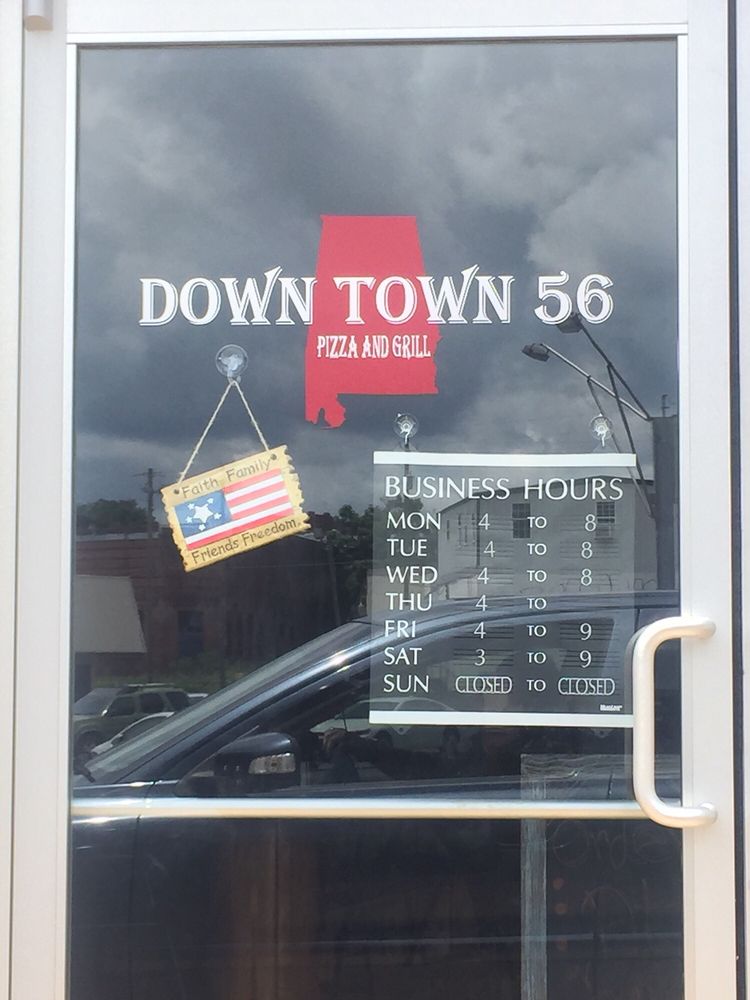 DOWN TOWN 56
PIZZA AND GRILL
Faith Family
Friends Freedom
BUSINESS HOURS
MON 4 TO 8
TUE 4 TO 8
WED 4 TO 8
THU 4 TO
FRI 4 TO 9
SAT 3 TO 9
SUN CLOSED TO CLOSED